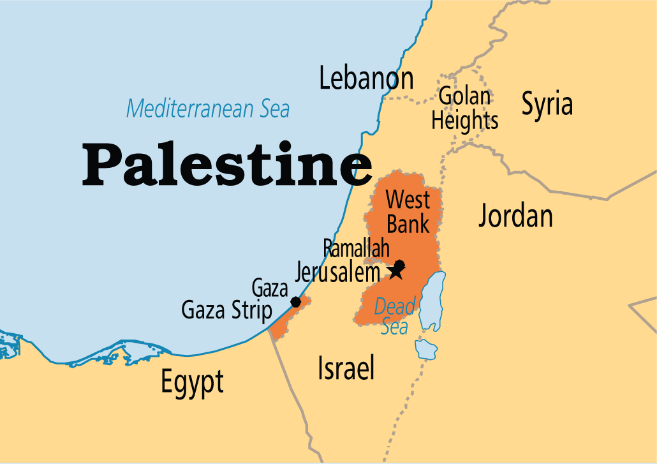 Lebanon
Golan
Heights
Syria
Mediterranean Sea
Palestine
West
Bank
Jordan
Ramallah
Jerusalem
Gaza
Gaza Strip
Dead
Sea
Israel
Egypt